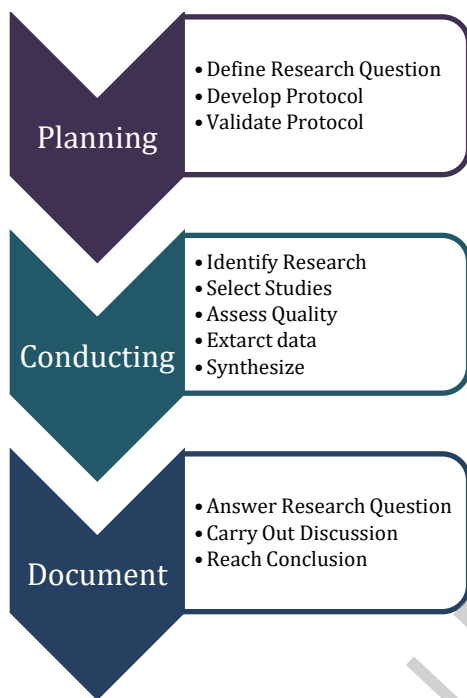 Planning
• Define Research Question
• Develop Protocol
• Validate Protocol
Conducting
• Identify Research
• Select Studies
• Assess Quality
• Extarct data
• Synthesize
Document
• Answer Research Question
• Carry Out Discussion
• Reach Conclusion